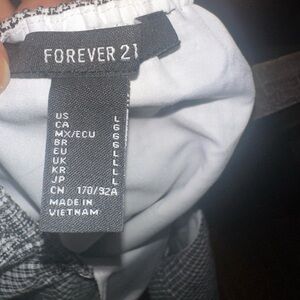 FOREVER 21
US L
CA G
MX/ECU G
BR G
EU L
UK L
KR L
JP L
CN 170/92A
MADE IN
VIETNAM